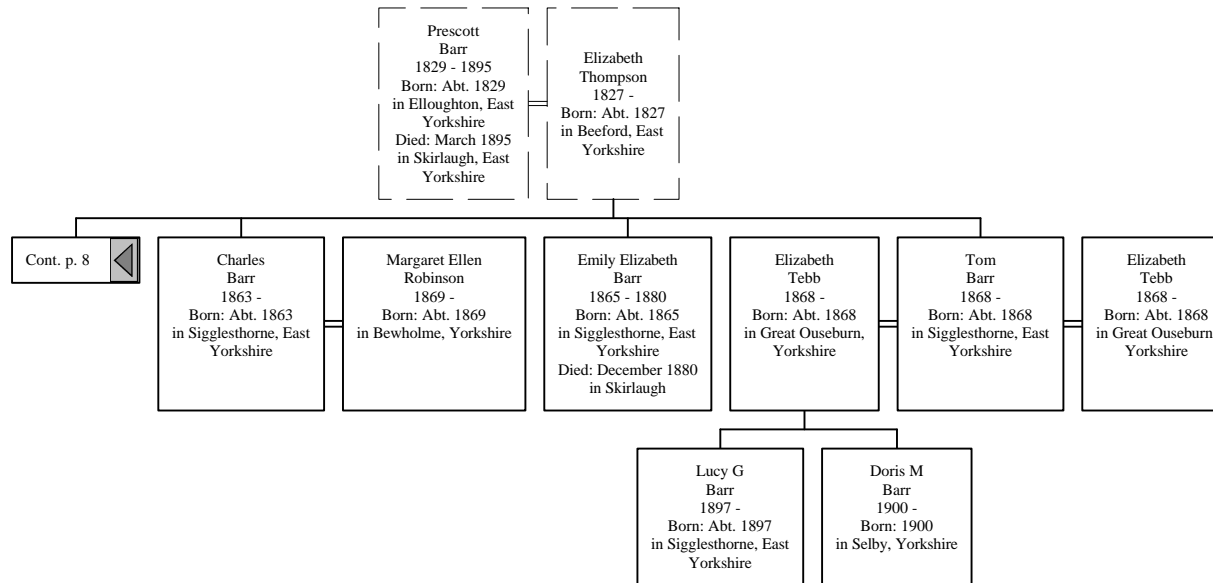 Prescott
Barr
1829 - 1895
Born: Abt. 1829
in Elloughton, East
Yorkshire
Died: March 1895
in Skirlaugh, East
Yorkshire
Elizabeth
Thompson
1827 -
Born: Abt. 1827
in Beeford, East
Yorkshire
Cont. p. 8
Charles
Barr
1863 -
Born: Abt. 1863
in Sigglesthorne, East
Yorkshire
Margaret Ellen
Robinson
1869 -
Born: Abt. 1869
in Bewholme, Yorkshire
Emily Elizabeth
Barr
1865 - 1880
Born: Abt. 1865
in Sigglesthorne, East
Yorkshire
Died: December 1880
in Skirlaugh
Elizabeth
Tebb
1868 -
Born: Abt. 1868
in Great Ouseburn,
Yorkshire
Tom
Barr
1868 -
Born: Abt. 1868
in Sigglesthorne, East
Yorkshire
Elizabeth
Tebb
1868 -
Born: Abt. 1868
in Great Ouseburn
Yorkshire
Lucy G
Barr
1897 -
Born: Abt. 1897
in Sigglesthorne, East
Yorkshire
Doris M
Barr
1900 -
Born: 1900
in Selby, Yorkshire